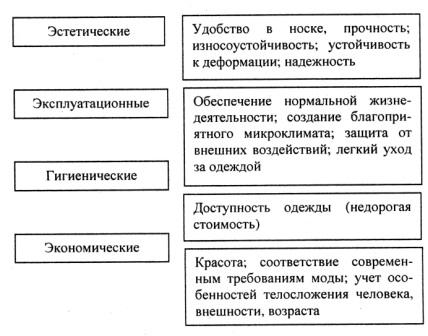 Эстетические
Удобство в носке, прочность;
износоустойчивость; устойчивость
к деформации; надежность
Эксплуатационные
Обеспечение нормальной жизне-
деятельности; создание благопри-
ятного микроклимата; защита от
внешних воздействий; легкий уход
за одеждой
Гигиенические
Доступность одежды (недорогая
стоимость)
Экономические
Красота; соответствие современ-
ным требованиям моды; учет осо-
бенностей телосложения человека,
внешности, возраста